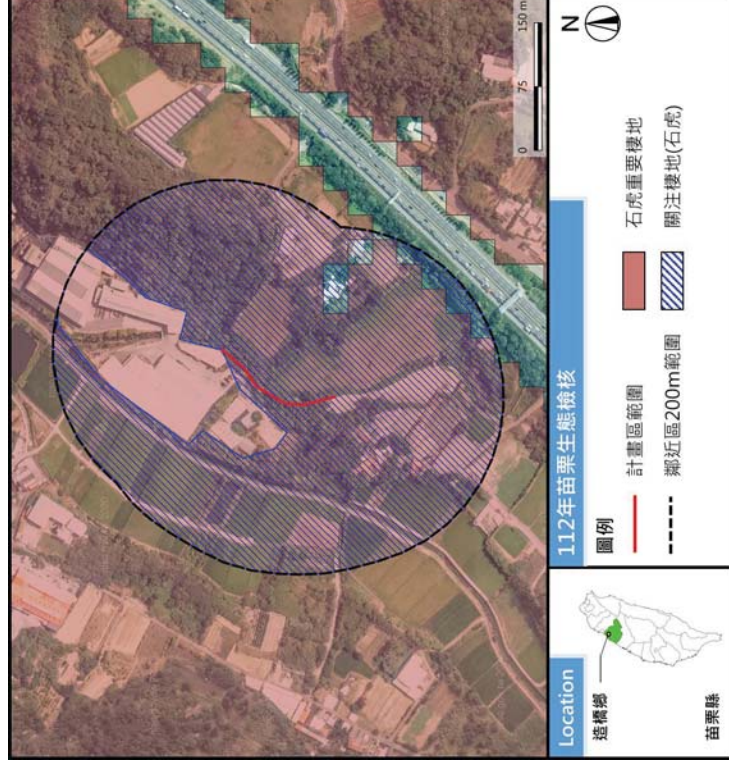 0 75 150 m
112年苗栗生態檢核
N
圖例
計畫區範圍
石虎重要棲地
鄰近區200m範圍
關注棲地(石虎)
Location
造橋鄉
苗栗縣